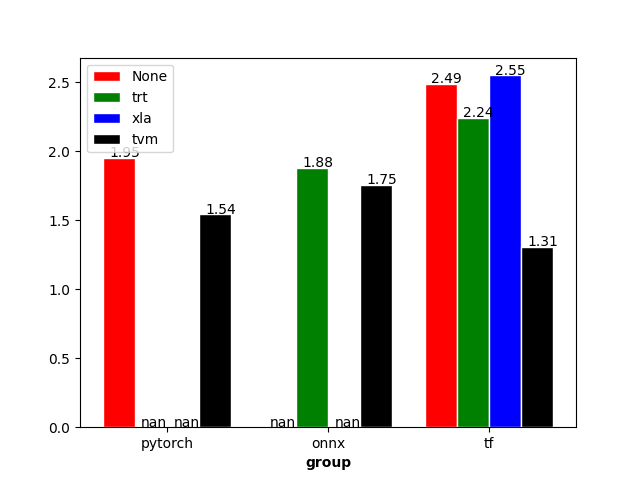 None
trt
xla
tvm
1.95
nan
nan
1.54
nan
1.88
nan
1.75
2.49
2.24
2.55
1.31
2.5
2.0
1.5
1.0
0.5
0.0
pytorch
onnx
tf
group